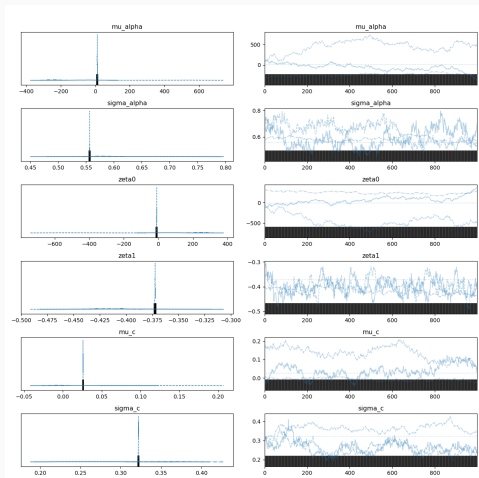 mu_alpha mu_alpha
500
0
−400 −200 0 200 400 600 0 200 400 600 800
sigma_alpha sigma_alpha
0.8
0.6
0.45 0.50 0.55 0.60 0.65 0.70 0.75 0.80 0 200 400 600 800
zeta0 zeta0
0
−500
−600 −400 −200 0 200 400 0 200 400 600 800
zeta1 zeta1
−0.3
−0.4
−0.5
−0.500 −0.475 −0.450 −0.425 −0.400 −0.375 −0.350 −0.325 −0.300 0 200 400 600 800
mu_c mu_c
0.2
0.1
0.0
−0.05 0.00 0.05 0.10 0.15 0.20 0 200 400 600 800
sigma_c sigma_c
0.4
0.3
0.2
0.20 0.25 0.30 0.35 0.40 0 200 400 600 800